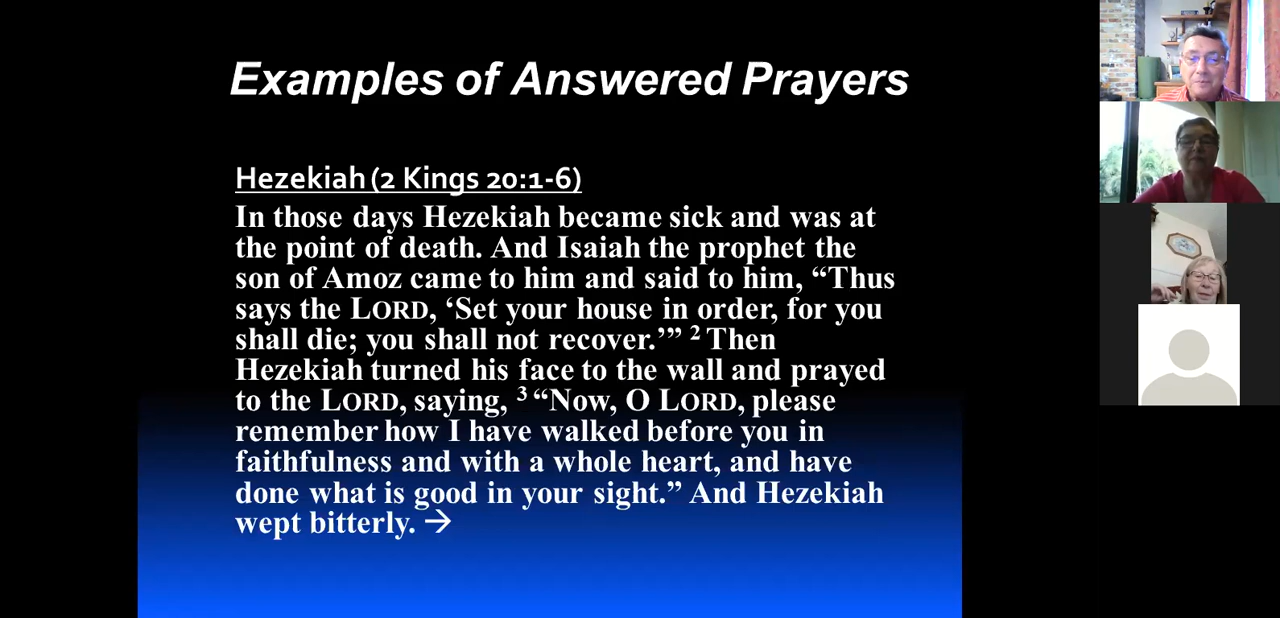 Examples of Answered Prayers
Hezekiah (2 Kings 20:1-6)
In those days Hezekiah became sick and was at
the point of death. And Isaiah the prophet the
son of Amoz came to him and said to him, “Thus
says the LORD, ‘Set your house in order, for you
shall die; you shall not recover.’” 2 Then
Hezekiah turned his face to the wall and prayed
to the LORD, saying, 3 “Now, O LORD, please
remember how I have walked before you in
faithfulness and with a whole heart, and have
done what is good in your sight.” And Hezekiah
wept bitterly. →